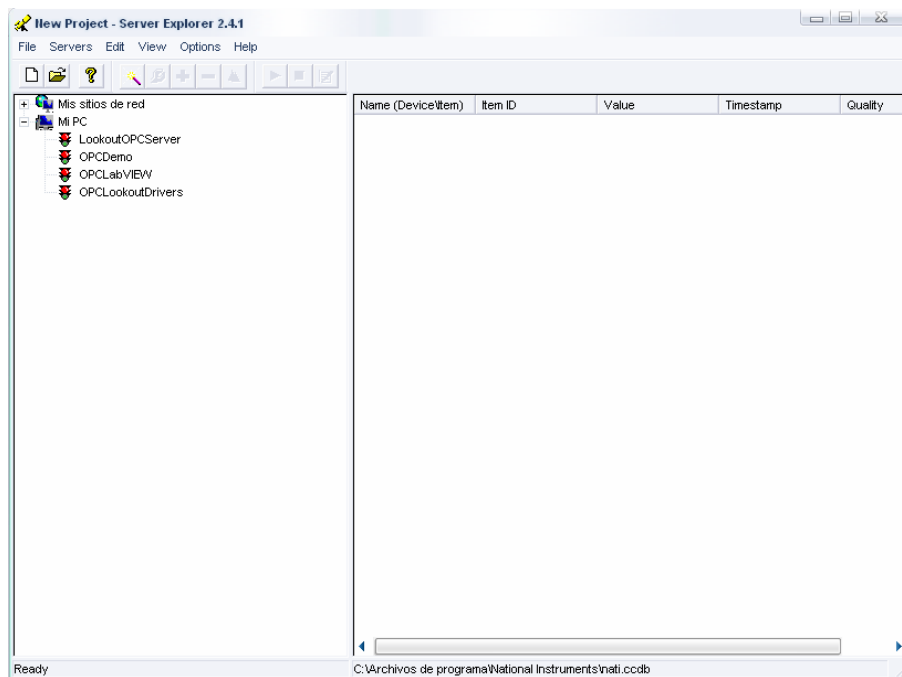 New Project - Server Explorer 2.4.1
File Servers Edit View Options Help
Mis sitios de red
Mi PC
LookoutOPCServer
OPCDemo
OPCLabVIEW
OPCLookoutDrivers
Name (Device\Item) Item ID Value Timestamp Quality
Ready C:\Archivos de programa\National Instruments\nati.ccdb